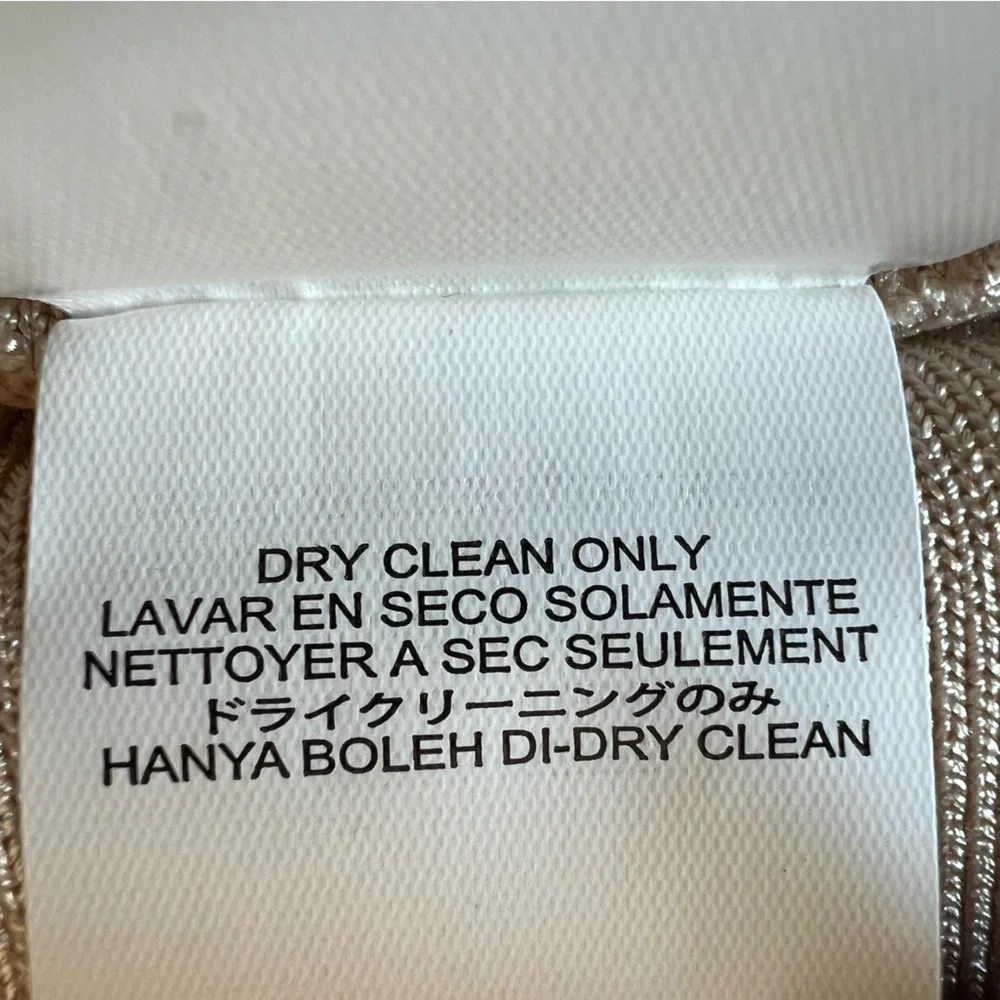 DRY CLEAN ONLY
LAVAR EN SECO SOLAMENTE
NETTOYER A SEC SEULEMENT
ドライクリーニングのみ
HANYA BOLEH DI-DRY CLEAN